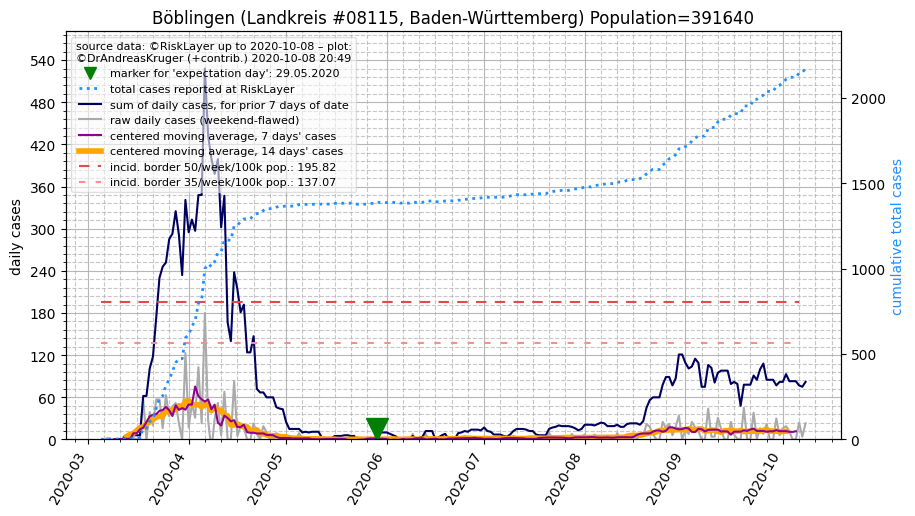 Böblingen (Landkreis #08115, Baden-Württemberg) Population=391640
source data: ©RiskLayer up to 2020-10-08 – plot:
©DrAndreasKruger (+contrib.) 2020-10-08 20:49
marker for 'expectation day': 29.05.2020
total cases reported at RiskLayer
sum of daily cases, for prior 7 days of date
raw daily cases (weekend-flawed)
centered moving average, 7 days' cases
centered moving average, 14 days' cases
incid. border 50/week/100k pop.: 195.82
incid. border 35/week/100k pop.: 137.07
daily cases
540
480
420
360
300
240
180
120
60
0
cumulative total cases
2000
1500
1000
500
0
2020-03
2020-04
2020-05
2020-06
2020-07
2020-08
2020-09
2020-10